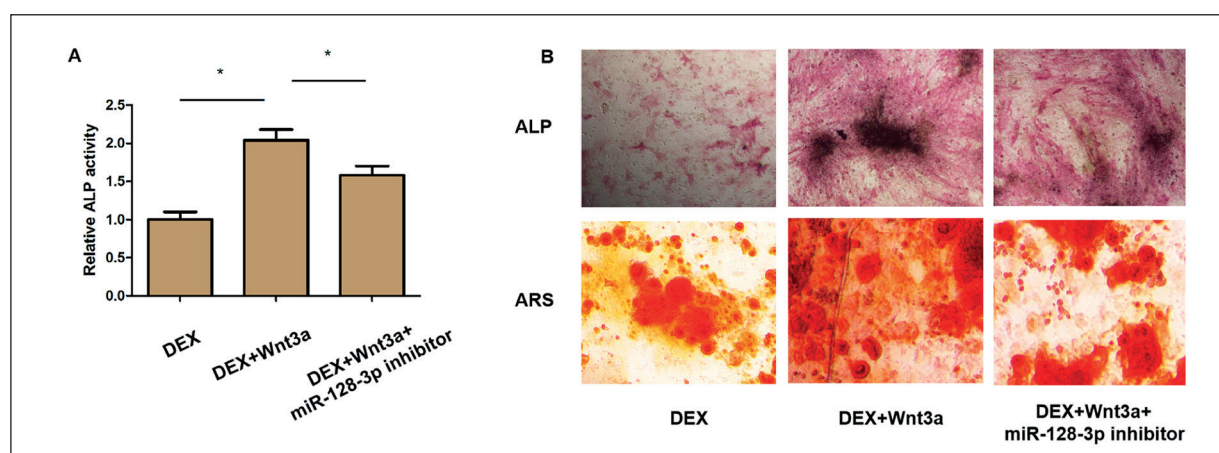 A
*
*
Relative ALP activity
2.5
2.0
1.5
1.0
0.5
0.0
DEX
DEX+Wnt3a
DEX+Wnt3a+
miR-128-3p inhibitor
B
ALP
ARS
DEX
DEX+Wnt3a
DEX+Wnt3a+
miR-128-3p inhibitor